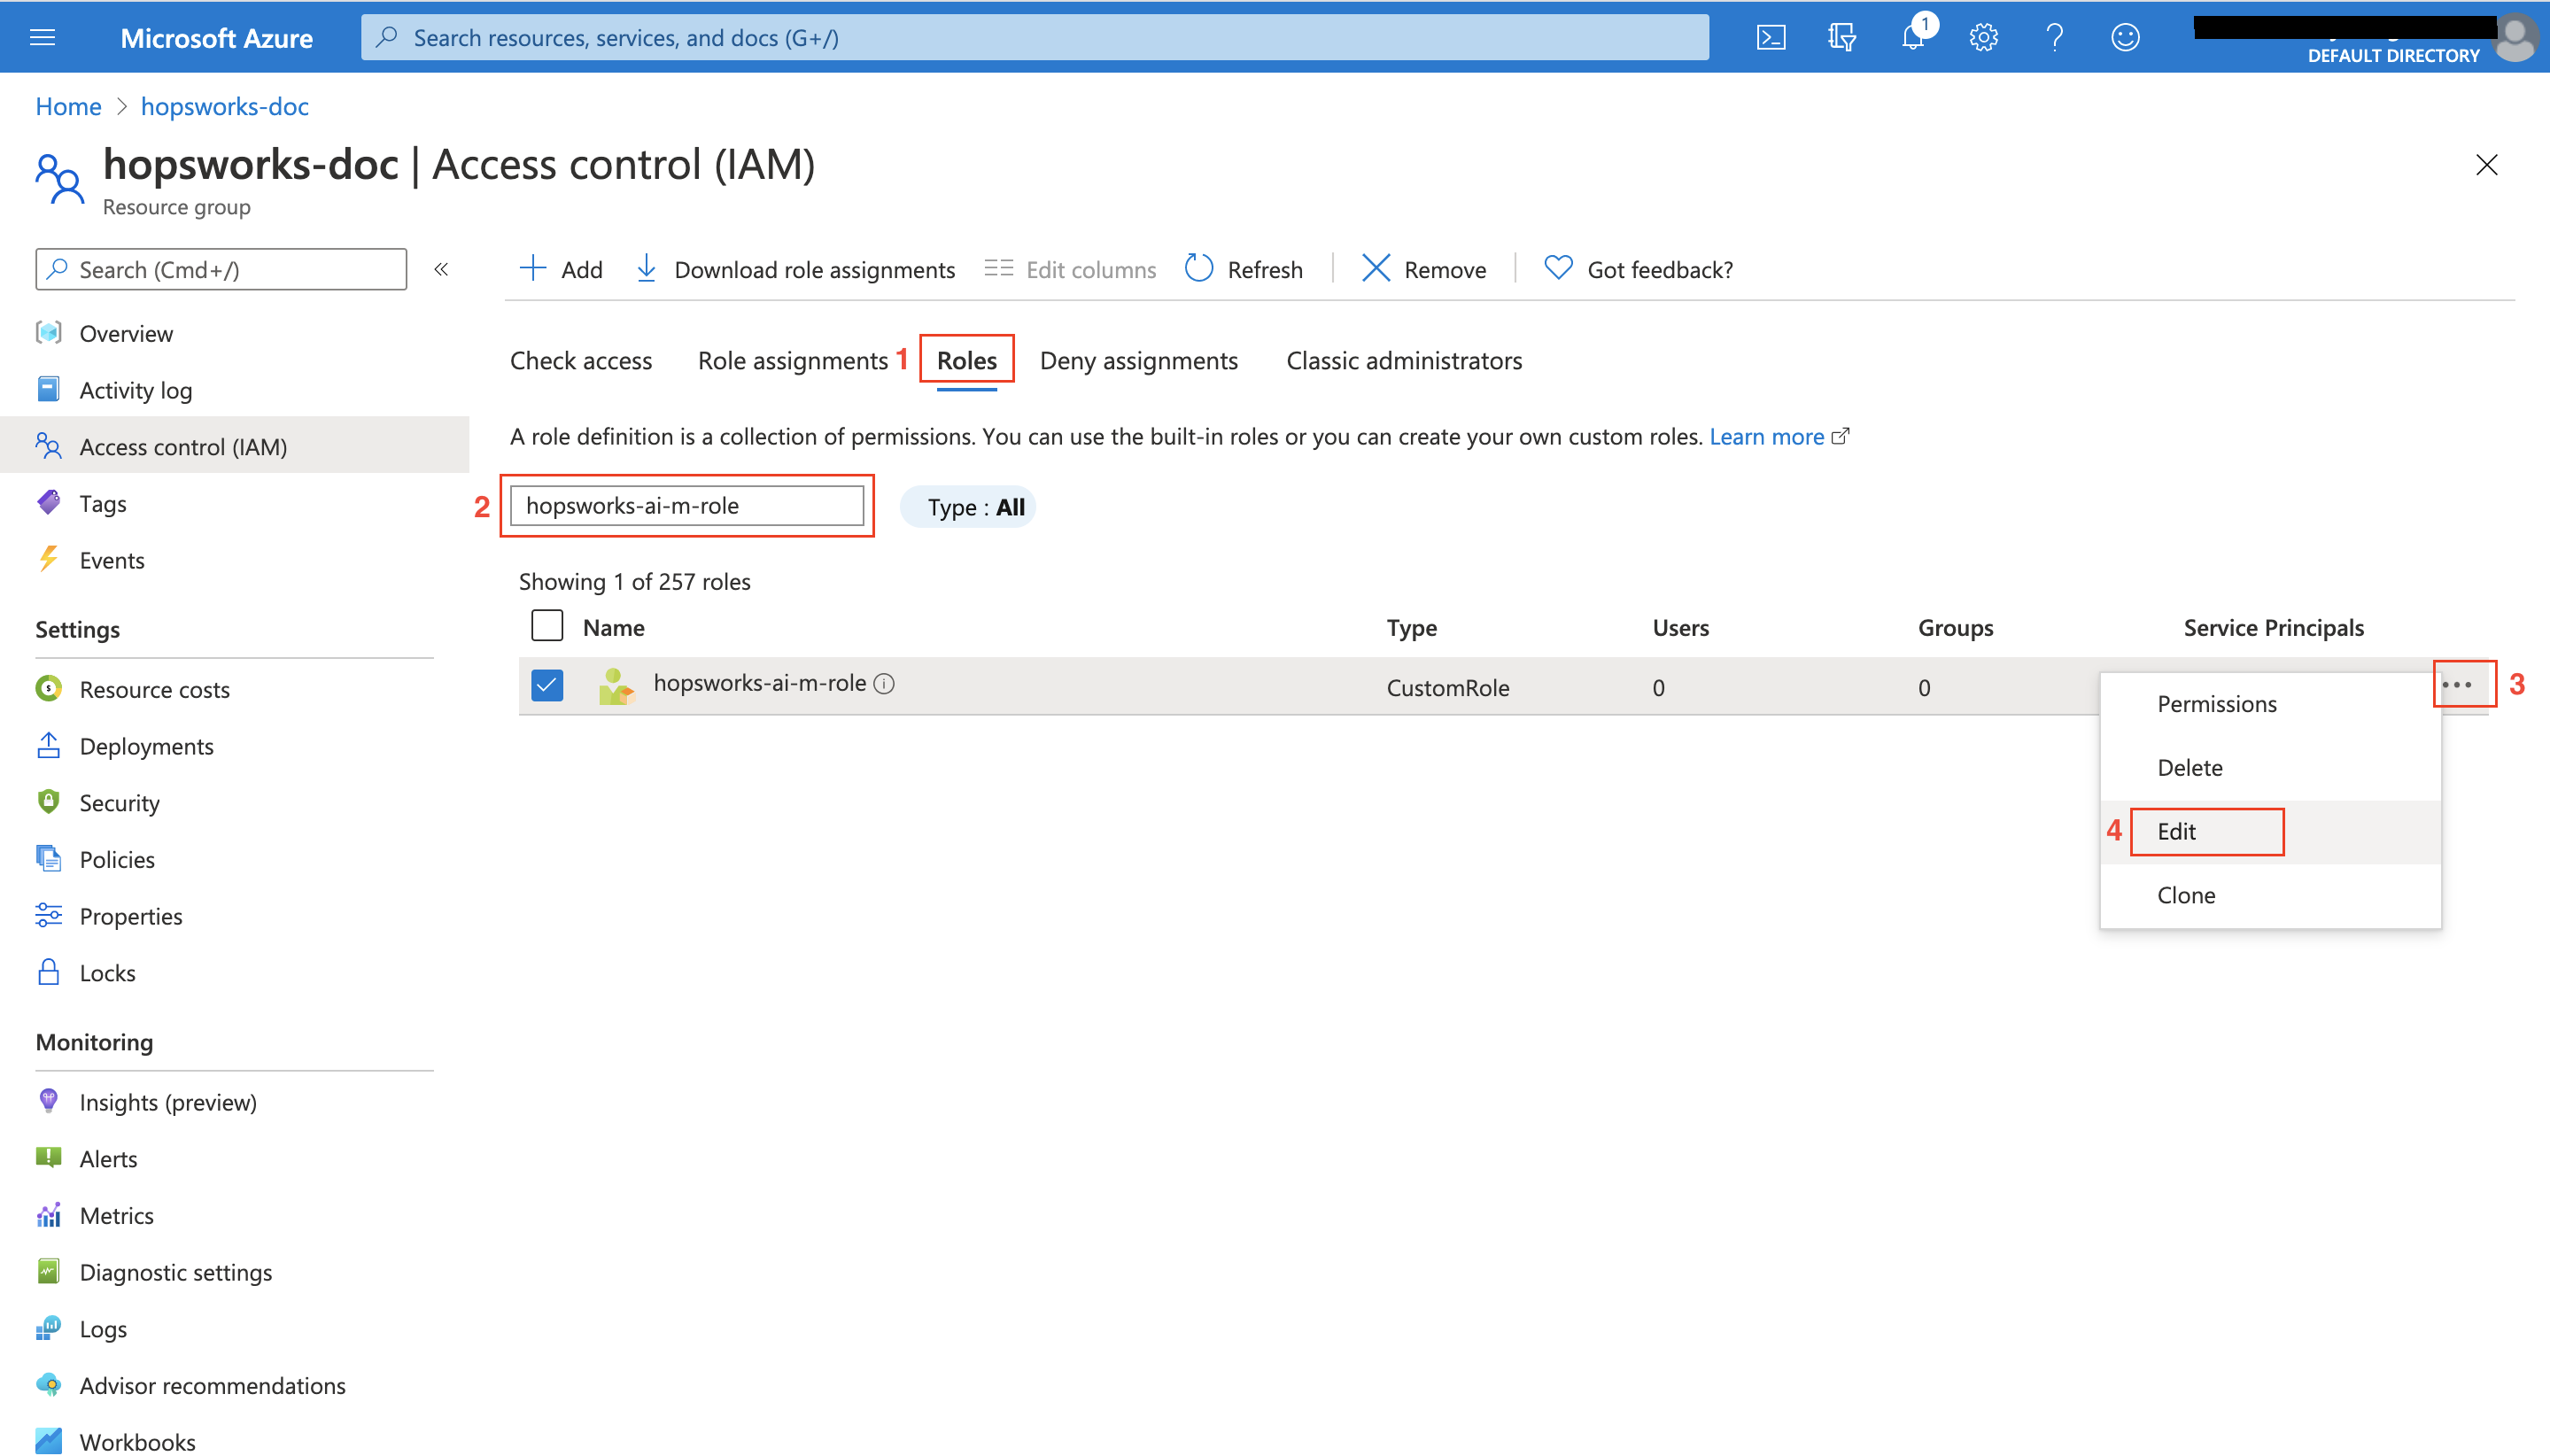 Microsoft Azure
Search resources, services, and docs (G+/)
1
DEFAULT DIRECTORY
Home > hopsworks-doc
hopsworks-doc | Access control (IAM)
Resource group
Search (Cmd+/)
«
Overview
Activity log
Access control (IAM)
Tags
Events
Settings
Resource costs
Deployments
Security
Policies
Properties
Locks
Monitoring
Insights (preview)
Alerts
Metrics
Diagnostic settings
Logs
Advisor recommendations
Workbooks
Add
Download role assignments
Edit columns
Refresh
Remove
Got feedback?
Check access
Role assignments
1
Roles
Deny assignments
Classic administrators
A role definition is a collection of permissions. You can use the built-in roles or you can create your own custom roles. Learn more
2
hopsworks-ai-m-role
Type : All
Showing 1 of 257 roles
Name
Type
Users
Groups
Service Principals
hopsworks-ai-m-role
CustomRole
0
0
3
Permissions
Delete
4
Edit
Clone